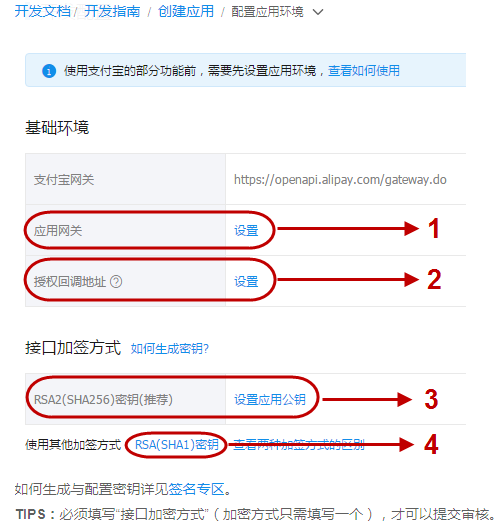 开发文档/ 开发指南 / 创建应用 / 配置应用环境
使用支付宝的部分功能前，需要先设置应用环境，查看如何使用
基础环境
支付宝网关 https://openapi.alipay.com/gateway.do
应用网关 设置 1
授权回调地址 ? 设置 2
接口加签方式 如何生成密钥?
RSA2(SHA256)密钥(推荐) 设置应用公钥 3
使用其他加签方式 RSA(SHA1)密钥 查看两种加签方式的区别 4
如何生成与配置密钥详见签名专区。
TIPS：必须填写“接口加密方式”（加密方式只需填写一个），才可以提交审核。